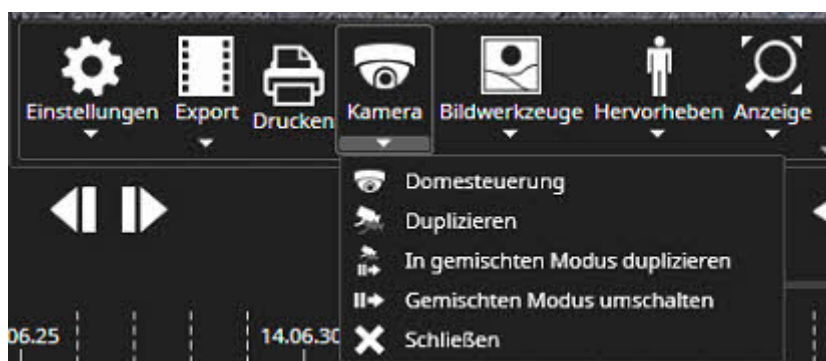 Einstellungen Export Drucken Kamera Bildwerkzeuge Hervorheben Anzeige
Domesteuerung
Duplizieren
In gemischten Modus duplizieren
Gemischten Modus umschalten
06.25 14.06.30 Schließen